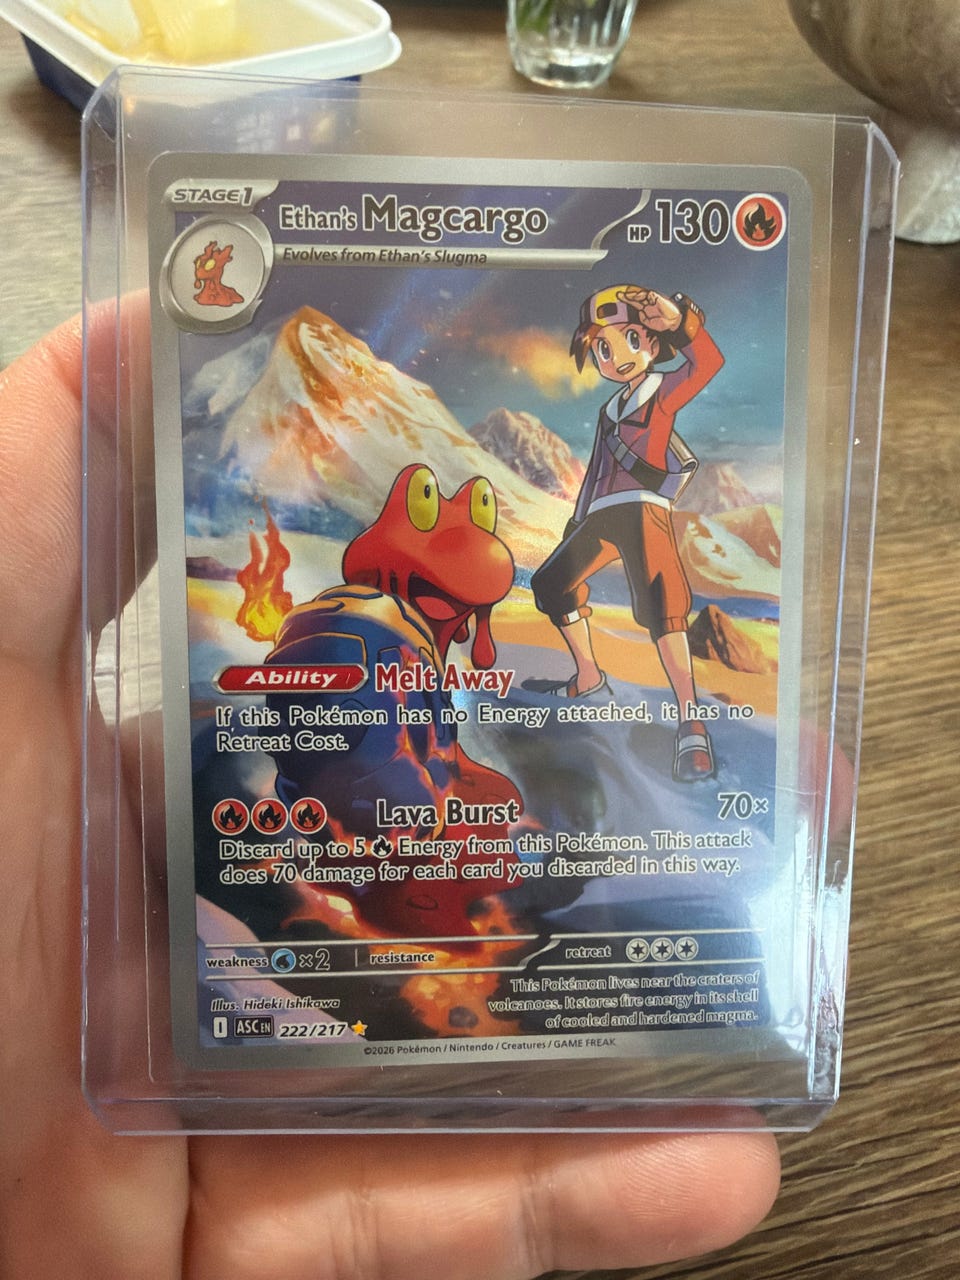 STAGE1
Ethan's Magcargo
HP 130
Evolves from Ethan's Slugma
Ability Melt Away
If this Pokémon has no Energy attached, it has no
Retreat Cost.
Lava Burst 70×
Discard up to 5 Energy from this Pokémon. This attack
does 70 damage for each card you discarded in this way.
weakness ×2 resistance retreat
This Pokémon lives near the craters of
volcanoes. It stores fire energy in its shell
of cooled and hardened magma.
Illus. Hideki Ishikawa
I ASC EN 222/217
©2026 Pokémon / Nintendo / Creatures / GAME FREAK